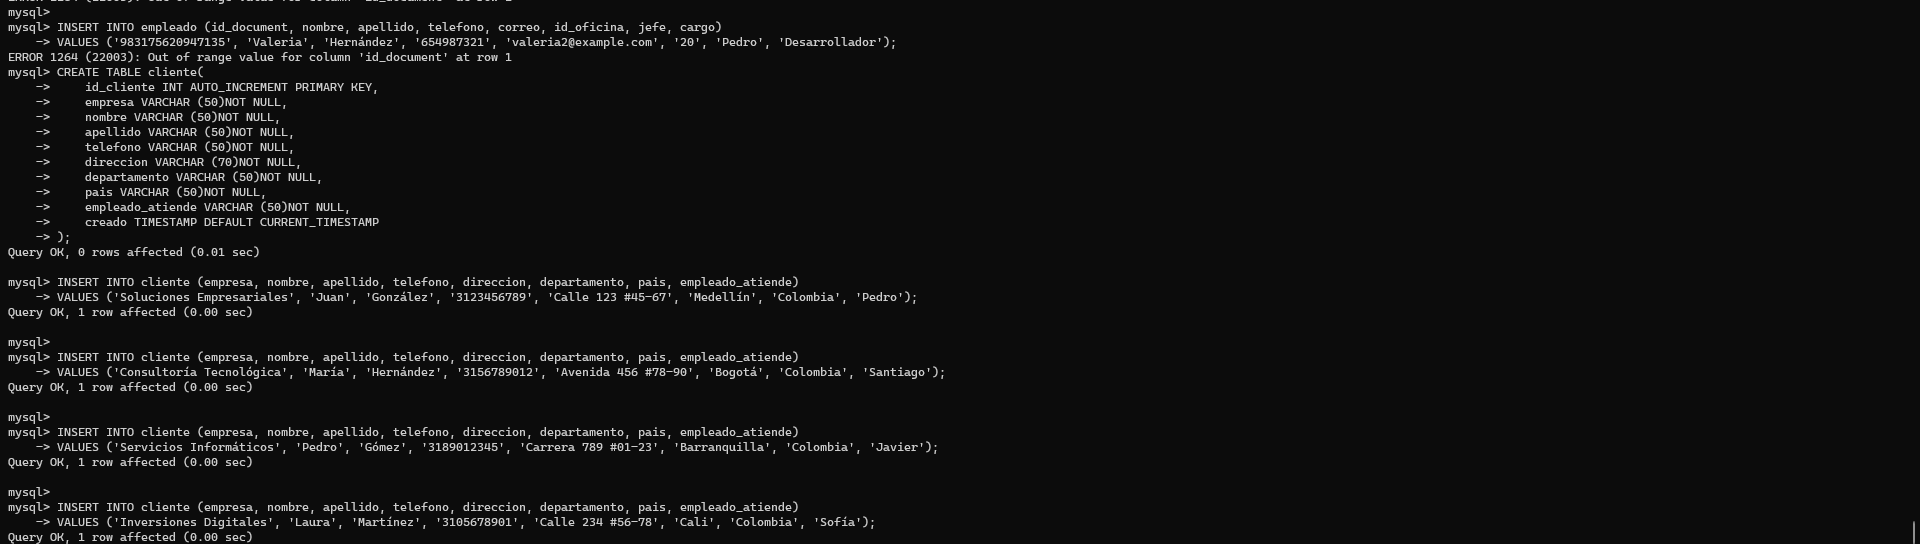 mysql>
mysql> INSERT INTO empleado (id_document, nombre, apellido, telefono, correo, id_oficina, jefe, cargo)
    -> VALUES ('983175620947135', 'Valeria', 'Hernández', '654987321', 'valeria2@example.com', '20', 'Pedro', 'Desarrollador');
ERROR 1264 (22003): Out of range value for column 'id_document' at row 1
mysql> CREATE TABLE cliente(
    ->     id_cliente INT AUTO_INCREMENT PRIMARY KEY,
    ->     empresa VARCHAR (50)NOT NULL,
    ->     nombre VARCHAR (50)NOT NULL,
    ->     apellido VARCHAR (50)NOT NULL,
    ->     telefono VARCHAR (50)NOT NULL,
    ->     direccion VARCHAR (70)NOT NULL,
    ->     departamento VARCHAR (50)NOT NULL,
    ->     pais VARCHAR (50)NOT NULL,
    ->     empleado_atiende VARCHAR (50)NOT NULL,
    ->     creado TIMESTAMP DEFAULT CURRENT_TIMESTAMP
    -> );
Query OK, 0 rows affected (0.01 sec)

mysql> INSERT INTO cliente (empresa, nombre, apellido, telefono, direccion, departamento, pais, empleado_atiende)
    -> VALUES ('Soluciones Empresariales', 'Juan', 'González', '3123456789', 'Calle 123 #45-67', 'Medellín', 'Colombia', 'Pedro');
Query OK, 1 row affected (0.00 sec)

mysql>
mysql> INSERT INTO cliente (empresa, nombre, apellido, telefono, direccion, departamento, pais, empleado_atiende)
    -> VALUES ('Consultoría Tecnológica', 'María', 'Hernández', '3156789012', 'Avenida 456 #78-90', 'Bogotá', 'Colombia', 'Santiago');
Query OK, 1 row affected (0.00 sec)

mysql>
mysql> INSERT INTO cliente (empresa, nombre, apellido, telefono, direccion, departamento, pais, empleado_atiende)
    -> VALUES ('Servicios Informáticos', 'Pedro', 'Gómez', '3189012345', 'Carrera 789 #01-23', 'Barranquilla', 'Colombia', 'Javier');
Query OK, 1 row affected (0.00 sec)

mysql>
mysql> INSERT INTO cliente (empresa, nombre, apellido, telefono, direccion, departamento, pais, empleado_atiende)
    -> VALUES ('Inversiones Digitales', 'Laura', 'Martínez', '3105678901', 'Calle 234 #56-78', 'Cali', 'Colombia', 'Sofía');
Query OK, 1 row affected (0.00 sec)